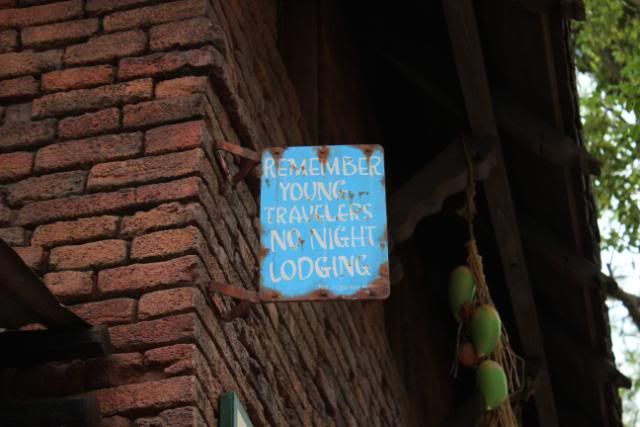 REMEMBER
YOUNG
TRAVELERS
NO NIGHT
LODGING